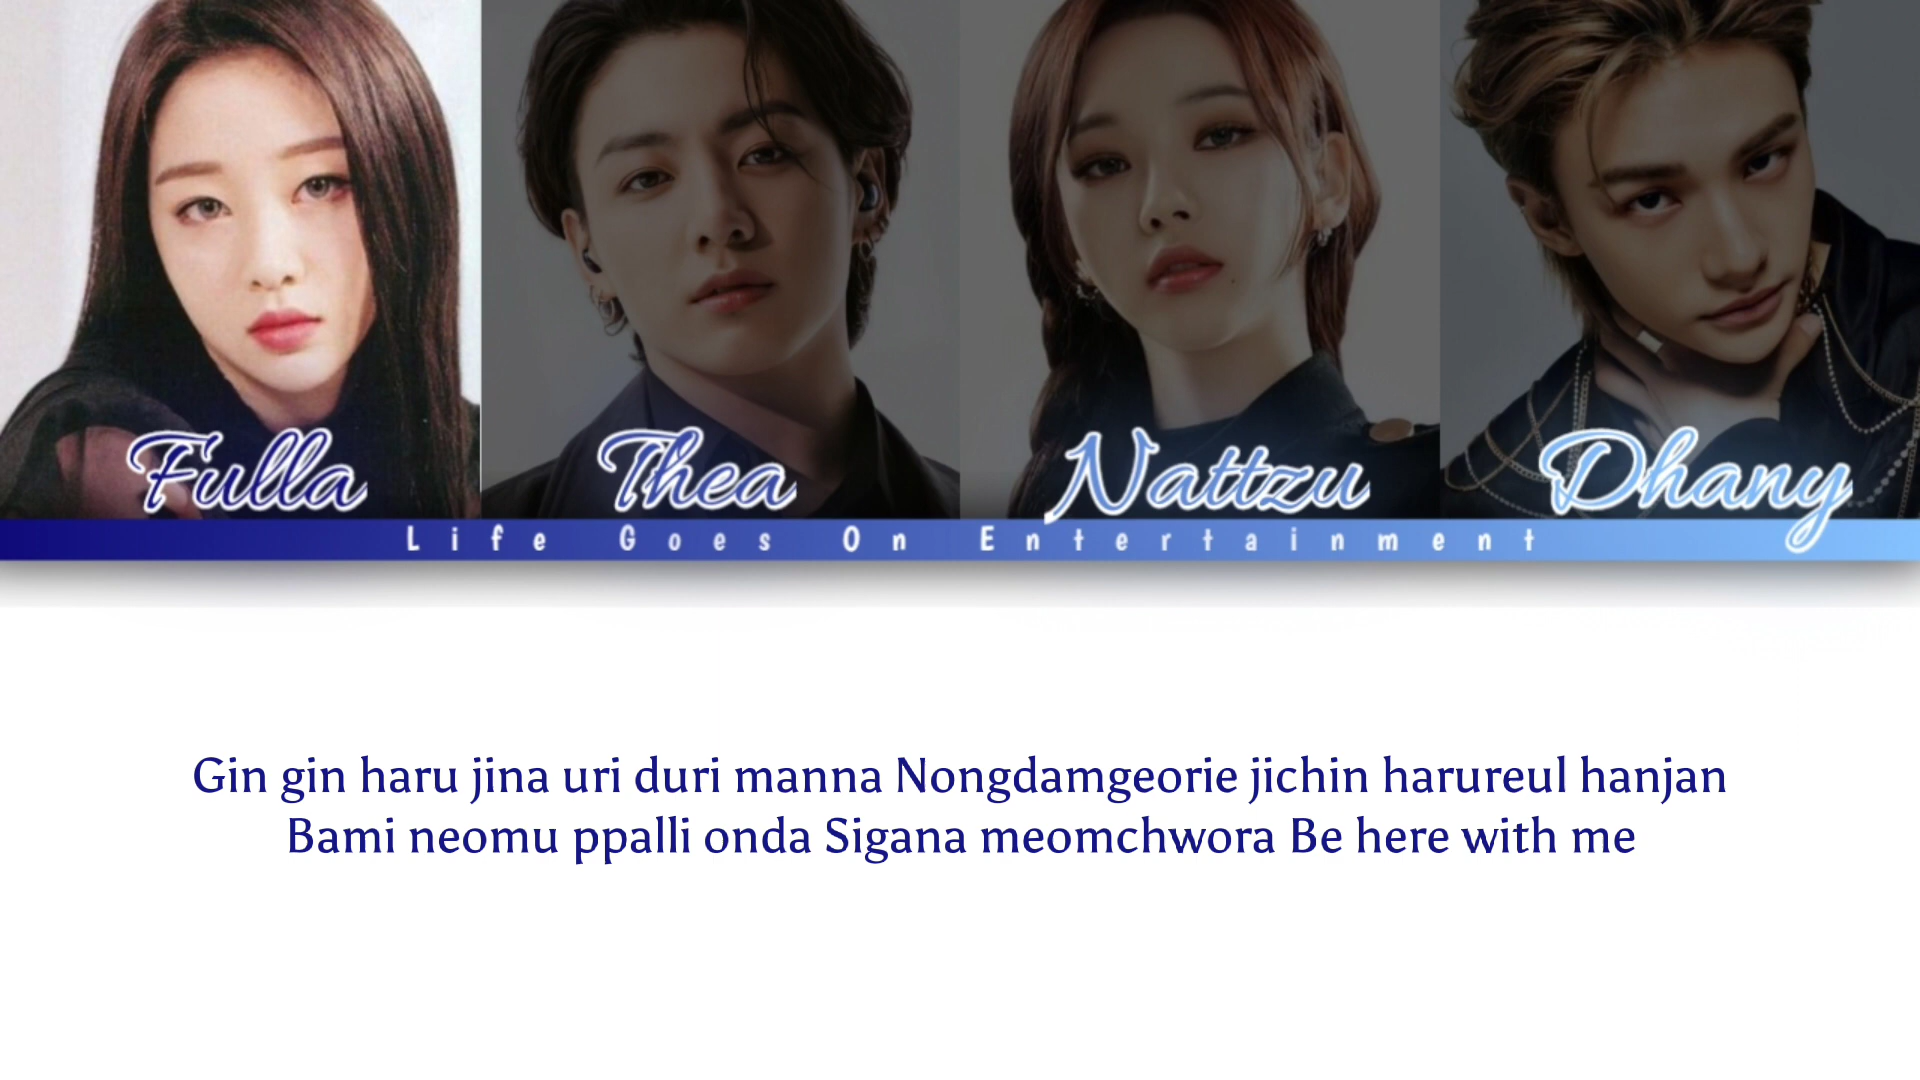 Fulla Thea Nattzu Dhany
Life Goes On Entertainment
Gin gin haru jina uri duri manna Nongdamgeorie jichin harureul hanjan
Bami neomu ppalli onda Sigana meomchwora Be here with me